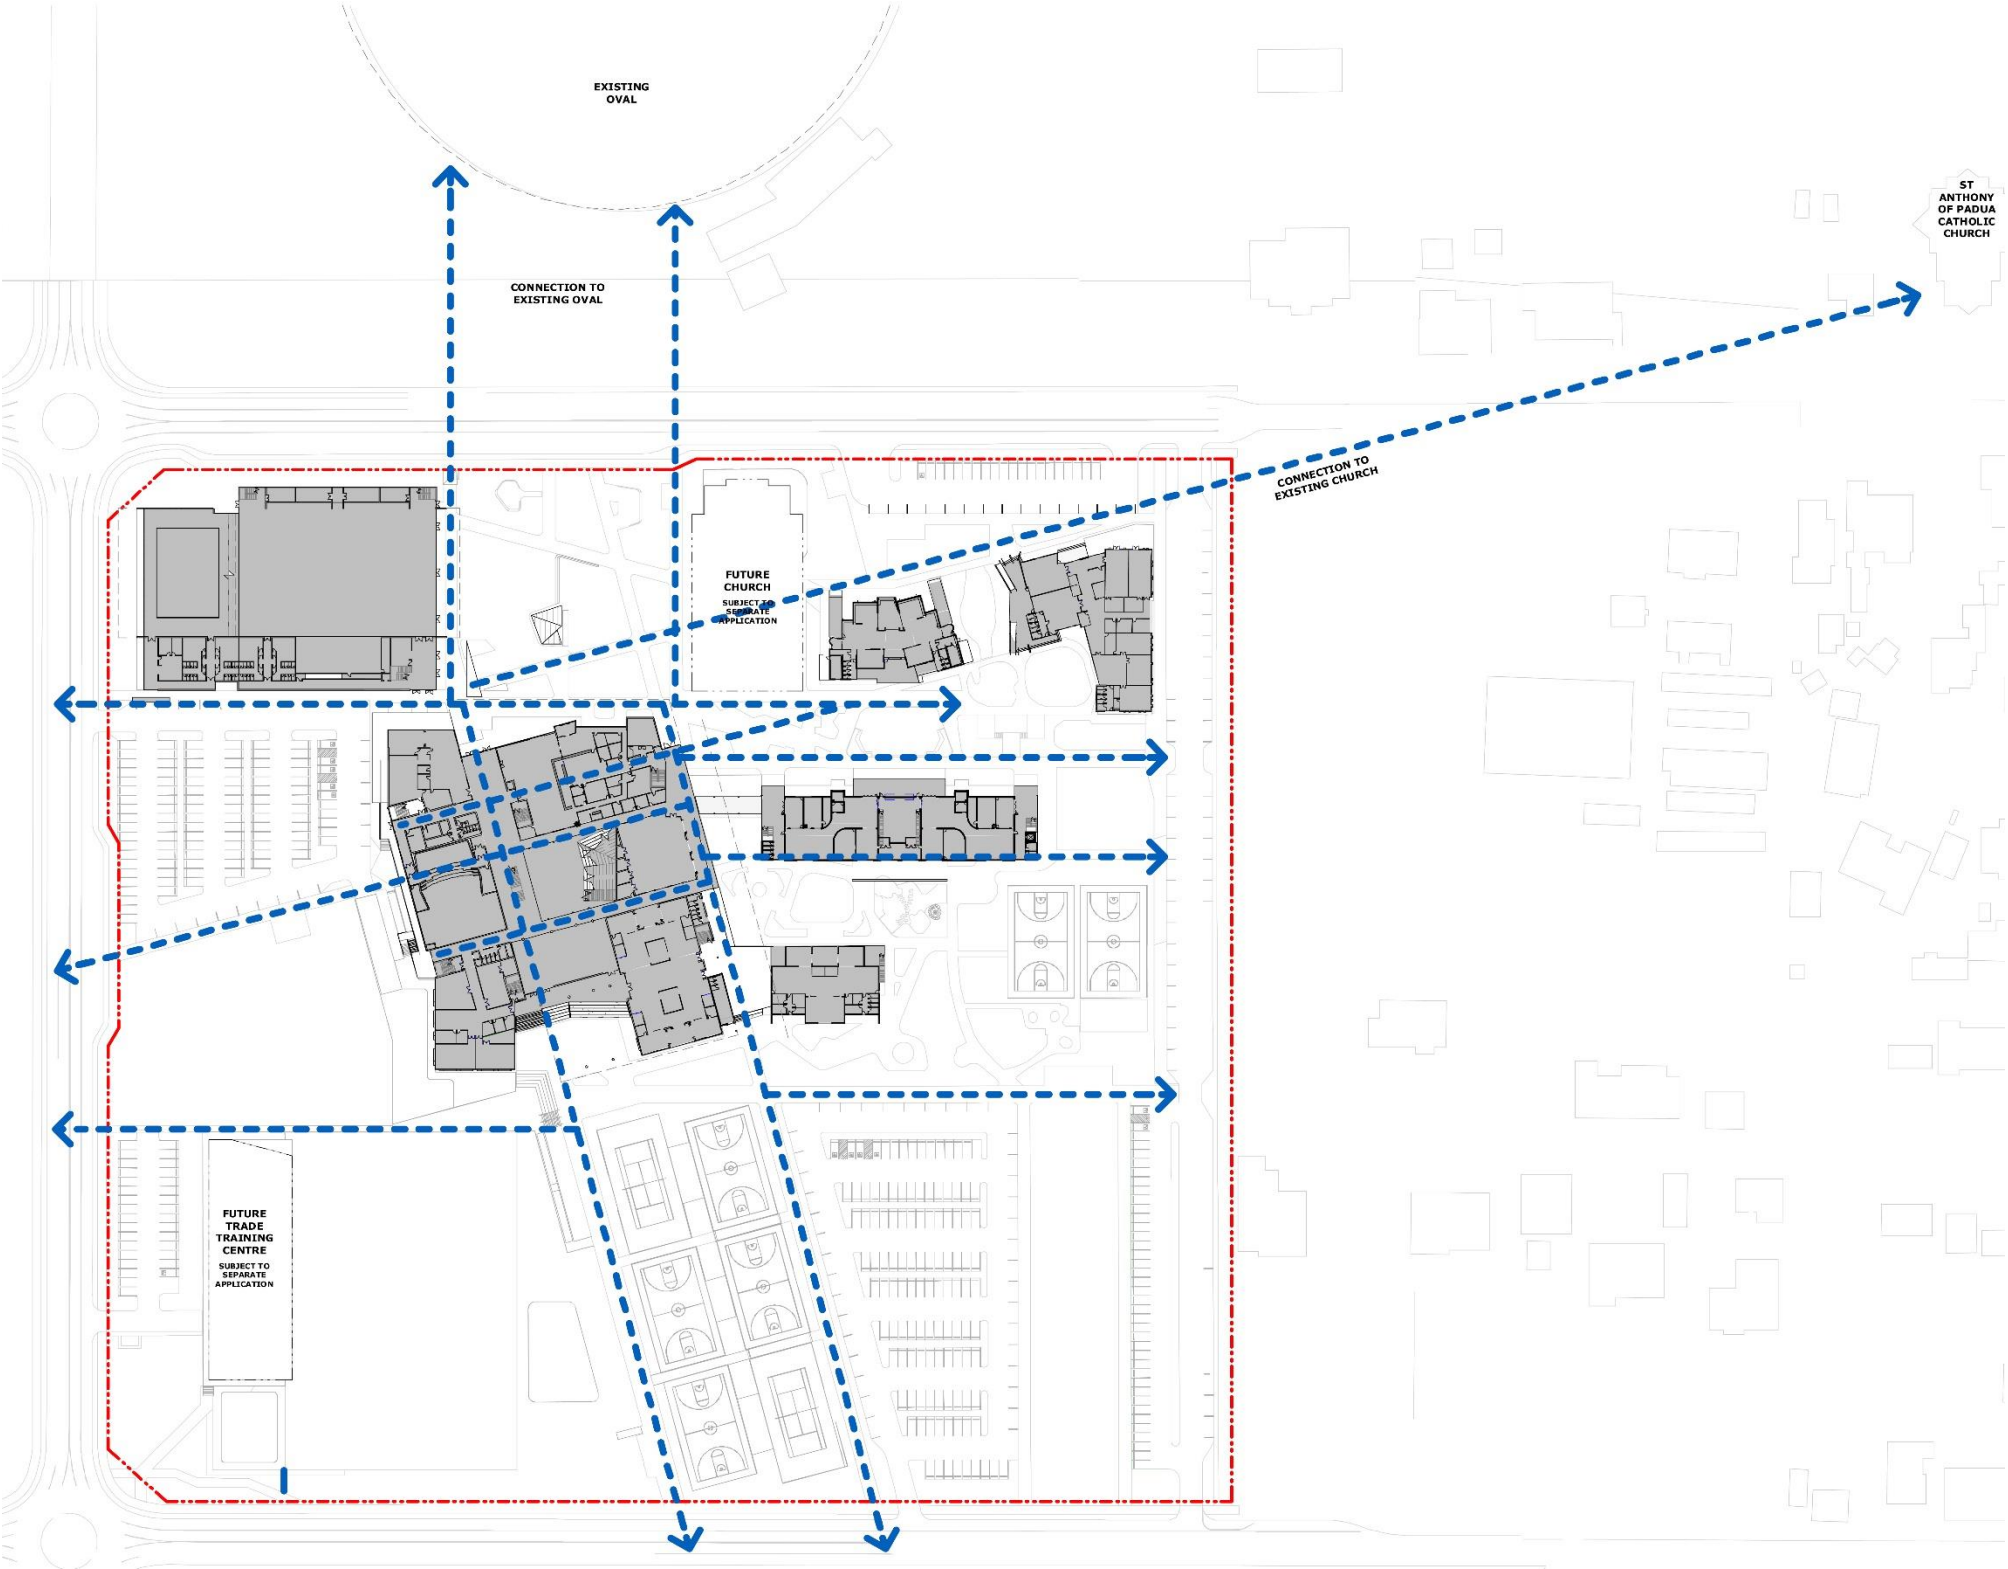 EXISTING
OVAL
ST
ANTHONY
OF PADUA
CATHOLIC
CHURCH
CONNECTION TO
EXISTING OVAL
CONNECTION TO
EXISTING CHURCH
FUTURE
CHURCH
SUBJECT TO
SEPARATE
APPLICATION
FUTURE
TRADE
TRAINING
CENTRE
SUBJECT TO
SEPARATE
APPLICATION